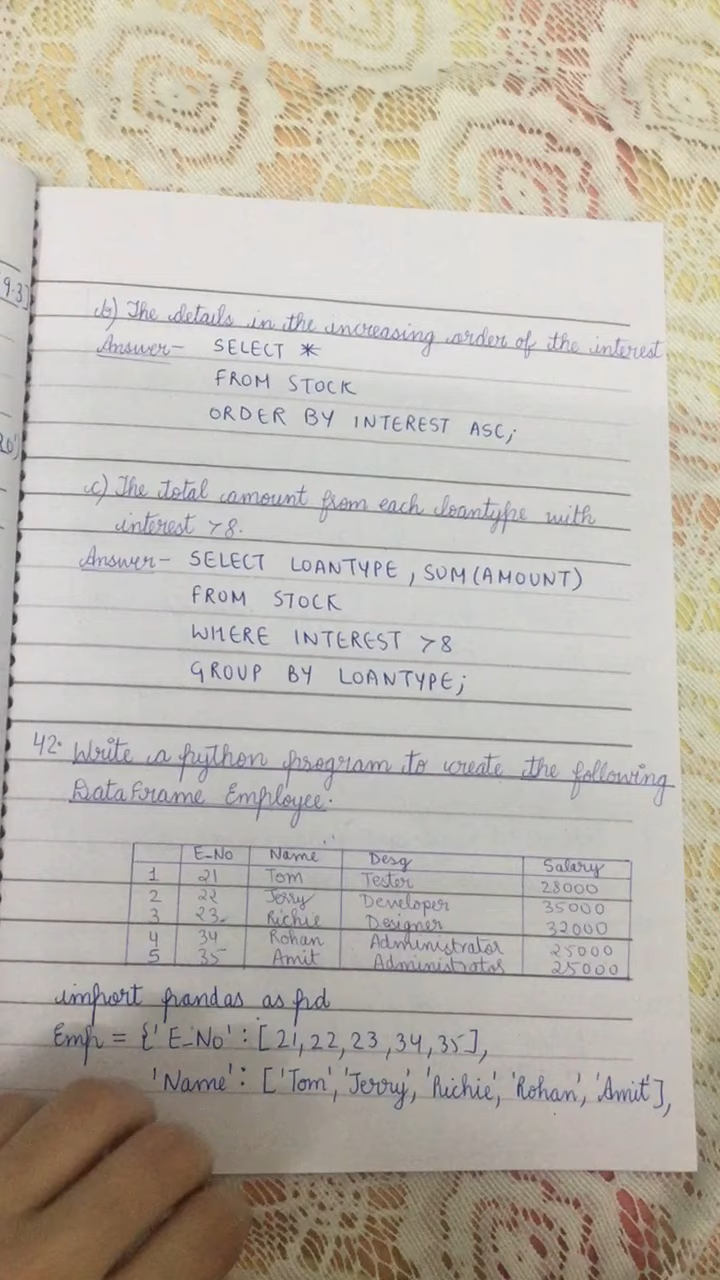 9.3]
b) The details in the increasing order of the interest
Answer- SELECT *
FROM STOCK
ORDER BY INTEREST ASC;
c) The total amount from each loantype with
interest >8.
Answer- SELECT LOANTYPE, SUM(AMOUNT)
FROM STOCK
WHERE INTEREST >8
GROUP BY LOANTYPE;
42. Write a python program to create the following
DataFrame Employee.
E_No Name Desg Salary
1 21 Tom Tester 28000
2 22 Jerry Developer 35000
3 23 Richie Designer 32000
4 34 Rohan Administrator 25000
5 35 Amit Administrator 25000
import pandas as pd
Emp = {'E_No': [21,22,23,34,35],
'Name': ['Tom','Jerry','Richie','Rohan','Amit'],